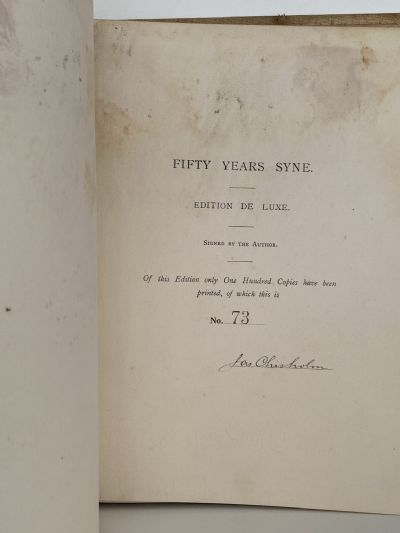 FIFTY YEARS SYNE.
EDITION DE LUXE.
SIGNED BY THE AUTHOR.
Of this Edition only One Hundred Copies have been
printed, of which this is
No. 73
Jas Chisholm